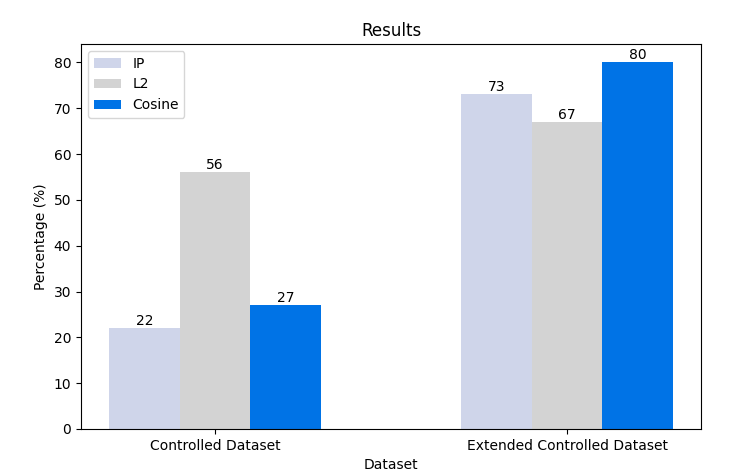 Results
IP
L2
Cosine
Percentage (%)
80
70
60
50
40
30
20
10
0
22
56
27
73
67
80
Controlled Dataset
Extended Controlled Dataset
Dataset